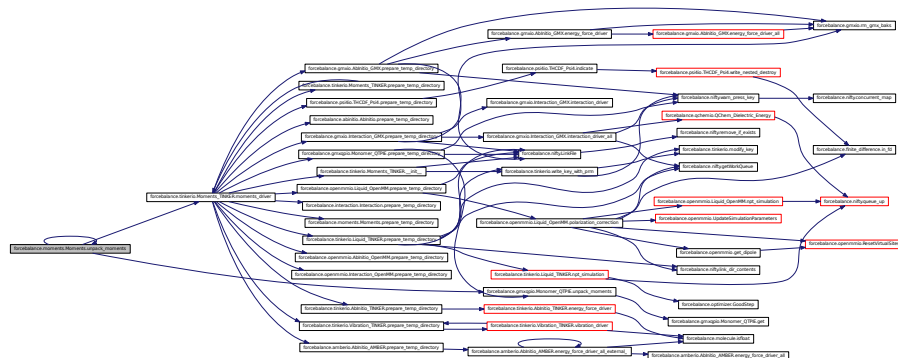 forcebalance.gmxio.rm_gmx_baks
forcebalance.gmxio.AbInitio_GMX.energy_force_driver
forcebalance.gmxio.AbInitio_GMX.energy_force_driver_all
forcebalance.gmxio.AbInitio_GMX.prepare_temp_directory
forcebalance.psi4io.THCDF_Psi4.indicate
forcebalance.psi4io.THCDF_Psi4.write_nested_destroy
forcebalance.tinkerio.Moments_TINKER.prepare_temp_directory
forcebalance.psi4io.THCDF_Psi4.prepare_temp_directory
forcebalance.gmxio.Interaction_GMX.interaction_driver
forcebalance.nifty.warn_press_key
forcebalance.nifty.concurrent_map
forcebalance.abinitio.AbInitio.prepare_temp_directory
forcebalance.qchemio.QChem_Dielectric_Energy
forcebalance.gmxio.Interaction_GMX.prepare_temp_directory
forcebalance.gmxio.Interaction_GMX.interaction_driver_all
forcebalance.nifty.remove_if_exists
forcebalance.gmxqpio.Monomer_QTPIE.prepare_temp_directory
forcebalance.nifty.LinkFile
forcebalance.tinkerio.modify_key
forcebalance.finite_difference.in_fd
forcebalance.tinkerio.Moments_TINKER.__init__
forcebalance.tinkerio.write_key_with_prm
forcebalance.nifty.getWorkQueue
forcebalance.openmmio.Liquid_OpenMM.prepare_temp_directory
forcebalance.tinkerio.Moments_TINKER.moments_driver
forcebalance.interaction.Interaction.prepare_temp_directory
forcebalance.openmmio.Liquid_OpenMM.npt_simulation
forcebalance.nifty.queue_up
forcebalance.moments.Moments.prepare_temp_directory
forcebalance.openmmio.Liquid_OpenMM.polarization_correction
forcebalance.openmmio.UpdateSimulationParameters
forcebalance.tinkerio.Liquid_TINKER.prepare_temp_directory
forcebalance.openmmio.ResetVirtualSites
forcebalance.moments.Moments.unpack_moments
forcebalance.openmmio.AbInitio_OpenMM.prepare_temp_directory
forcebalance.openmmio.get_dipole
forcebalance.openmmio.Interaction_OpenMM.prepare_temp_directory
forcebalance.tinkerio.Liquid_TINKER.npt_simulation
forcebalance.nifty.link_dir_contents
forcebalance.gmxqpio.Monomer_QTPIE.unpack_moments
forcebalance.optimizer.GoodStep
forcebalance.tinkerio.AbInitio_TINKER.prepare_temp_directory
forcebalance.tinkerio.AbInitio_TINKER.energy_force_driver
forcebalance.gmxqpio.Monomer_QTPIE.get
forcebalance.tinkerio.Vibration_TINKER.prepare_temp_directory
forcebalance.tinkerio.Vibration_TINKER.vibration_driver
forcebalance.molecule.isfloat
forcebalance.amberio.AbInitio_AMBER.prepare_temp_directory
forcebalance.amberio.AbInitio_AMBER.energy_force_driver_all_external_
forcebalance.amberio.AbInitio_AMBER.energy_force_driver_all